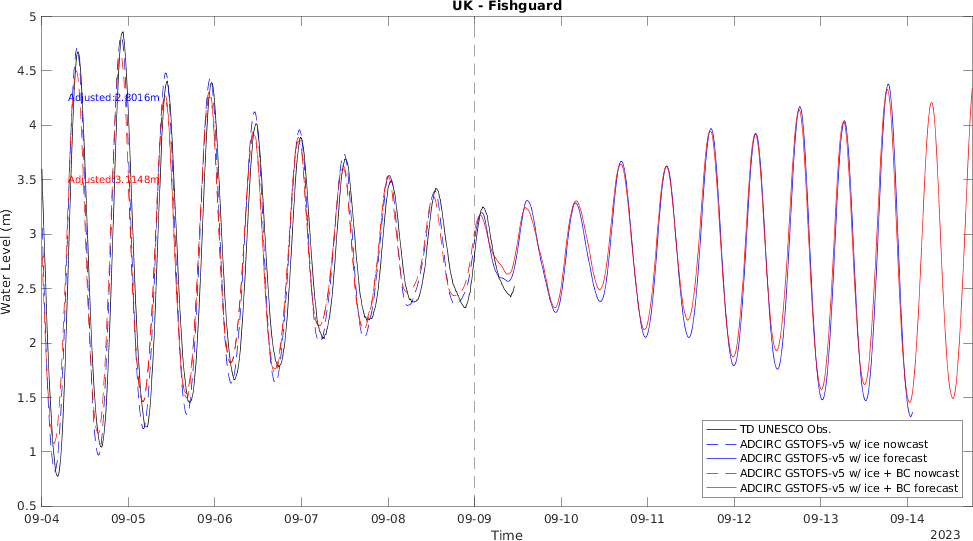 UK - Fishguard
5
4.5
Adjusted:2.8016m
4
3.5
Adjusted:3.1148m
3
Water Level (m)
2.5
2
1.5
1
0.5
TD UNESCO Obs.
ADCIRC GSTOFS-v5 w/ ice nowcast
ADCIRC GSTOFS-v5 w/ ice forecast
ADCIRC GSTOFS-v5 w/ ice + BC nowcast
ADCIRC GSTOFS-v5 w/ ice + BC forecast
09-04 09-05 09-06 09-07 09-08 09-09 09-10 09-11 09-12 09-13 09-14
Time
2023